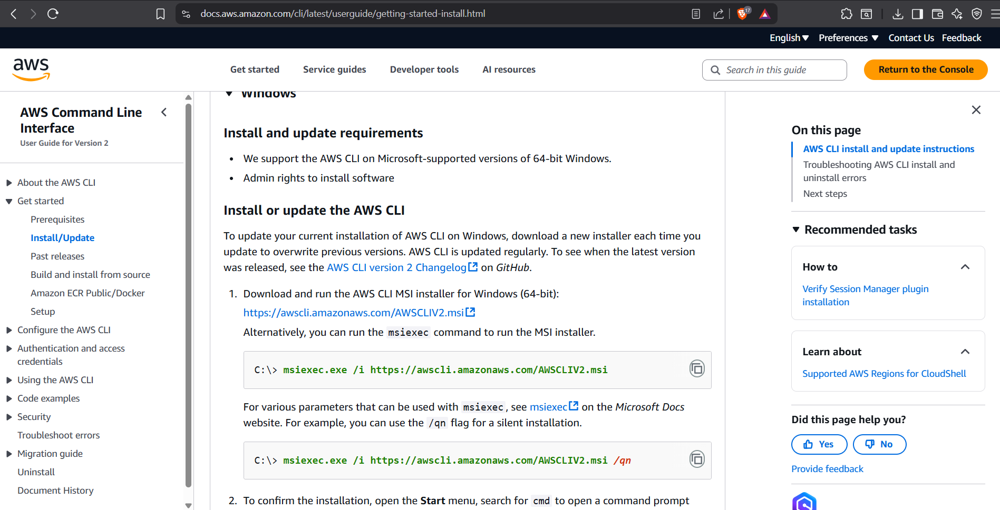 docs.aws.amazon.com/cli/latest/userguide/getting-started-install.html
17
English
Preferences
Contact Us
Feedback
aws
Get started
Service guides
Developer tools
AI resources
Search in this guide
Return to the Console
AWS Command Line
Interface
User Guide for Version 2
About the AWS CLI
Get started
Prerequisites
Install/Update
Past releases
Build and install from source
Amazon ECR Public/Docker
Setup
Configure the AWS CLI
Authentication and access
credentials
Using the AWS CLI
Code examples
Security
Troubleshoot errors
Migration guide
Uninstall
Document History
Windows
Install and update requirements
• We support the AWS CLI on Microsoft-supported versions of 64-bit Windows.
• Admin rights to install software
Install or update the AWS CLI
To update your current installation of AWS CLI on Windows, download a new installer each time you
update to overwrite previous versions. AWS CLI is updated regularly. To see when the latest version
was released, see the AWS CLI version 2 Changelog on GitHub.
1. Download and run the AWS CLI MSI installer for Windows (64-bit):
https://awscli.amazonaws.com/AWSCLIV2.msi
Alternatively, you can run the msiexec command to run the MSI installer.
C:\> msiexec.exe /i https://awscli.amazonaws.com/AWSCLIV2.msi
For various parameters that can be used with msiexec, see msiexec on the Microsoft Docs
website. For example, you can use the /qn flag for a silent installation.
C:\> msiexec.exe /i https://awscli.amazonaws.com/AWSCLIV2.msi /qn
2. To confirm the installation, open the Start menu, search for cmd to open a command prompt
On this page
AWS CLI install and update instructions
Troubleshooting AWS CLI install and
uninstall errors
Next steps
Recommended tasks
How to
Verify Session Manager plugin
installation
Learn about
Supported AWS Regions for CloudShell
Did this page help you?
Yes
No
Provide feedback